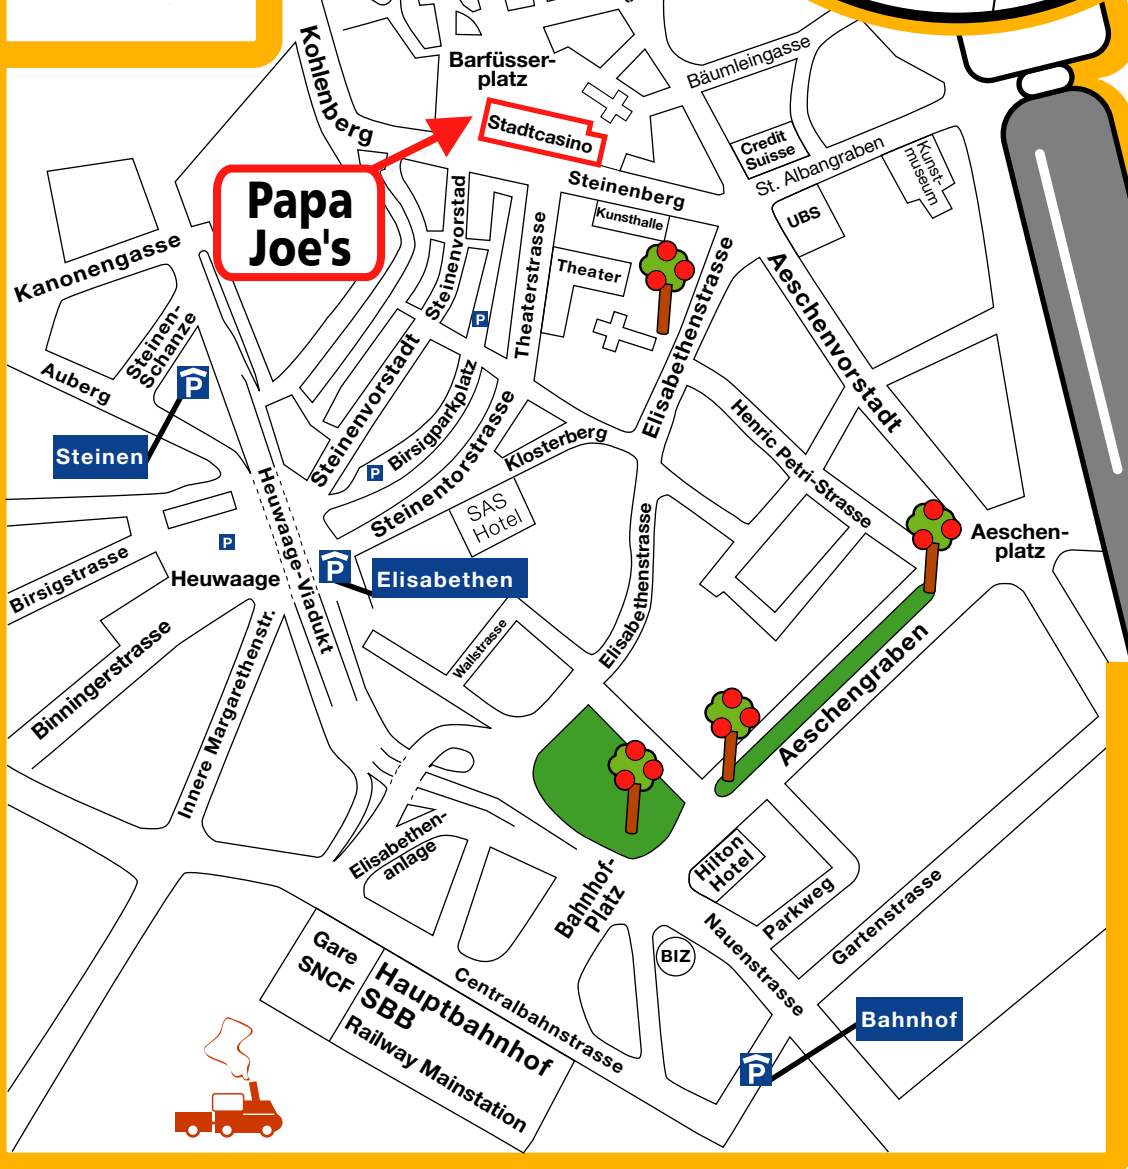 Kohlenberg
Barfüsser-
platz
Bäumleingasse
Stadtcasino
Credit
Suisse
St. Albangraben
Kunst-
museum
Papa
Joe's
Steinenberg
Kunsthalle
UBS
Kanonengasse
Steinenvorstad
Theaterstrasse
Theater
Elisabethenstrasse
Aeschenvorstadt
Steinen-
Schanze
P
P
Auberg
Steinen
Steinenvorstadt
Birsigparkplatz
P
Steinentorstrasse
Klosterberg
Henric Petri-Strasse
SAS
Hotel
Heuwaage-Viadukt
P
Heuwaage
P
Elisabethen
Elisabethenstrasse
Aeschen-
platz
Birsigstrasse
Binningerstrasse
Innere Margarethenstr.
Wallstrasse
Aeschengraben
Elisabethen-
anlage
Bahnhof-
Platz
Hilton
Hotel
Parkweg
Gartenstrasse
Nauenstrasse
BIZ
Gare
SNCF
Hauptbahnhof
SBB
Railway Mainstation
Centralbahnstrasse
Bahnhof
P